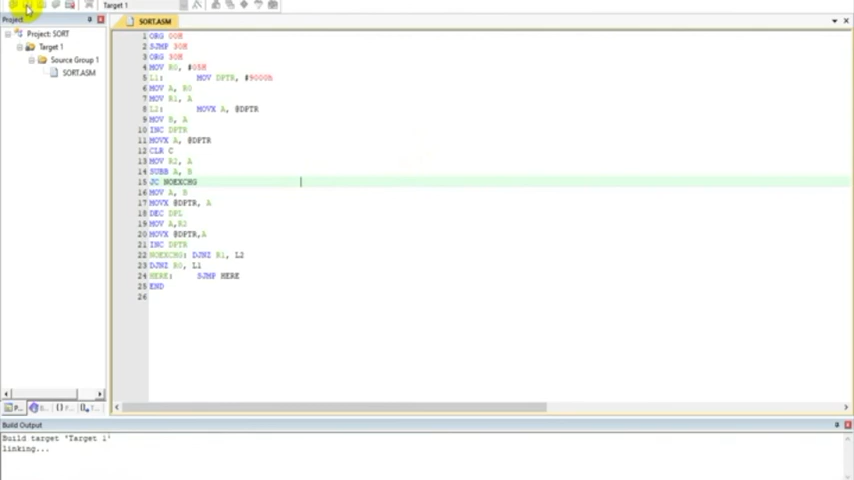 Target 1
Project
SORT.ASM
Project: SORT
Target 1
Source Group 1
SORT.ASM
1 ORG 00H
2 SJMP 30H
3 ORG 30H
4 MOV R0, #05H
5 L1: MOV DPTR, #9000h
6 MOV A, R0
7 MOV R1, A
8 L2: MOVX A, @DPTR
9 MOV B, A
10 INC DPTR
11 MOVX A, @DPTR
12 CLR C
13 MOV R2, A
14 SUBB A, B
15 JC NOEXCHG
16 MOV A, B
17 MOVX @DPTR, A
18 DEC DPL
19 MOV A,R2
20 MOVX @DPTR,A
21 INC DPTR
22 NOEXCHG: DJNZ R1, L2
23 DJNZ R0, L1
24 HERE: SJMP HERE
25 END
26
Build Output
Build target 'Target 1'
linking...